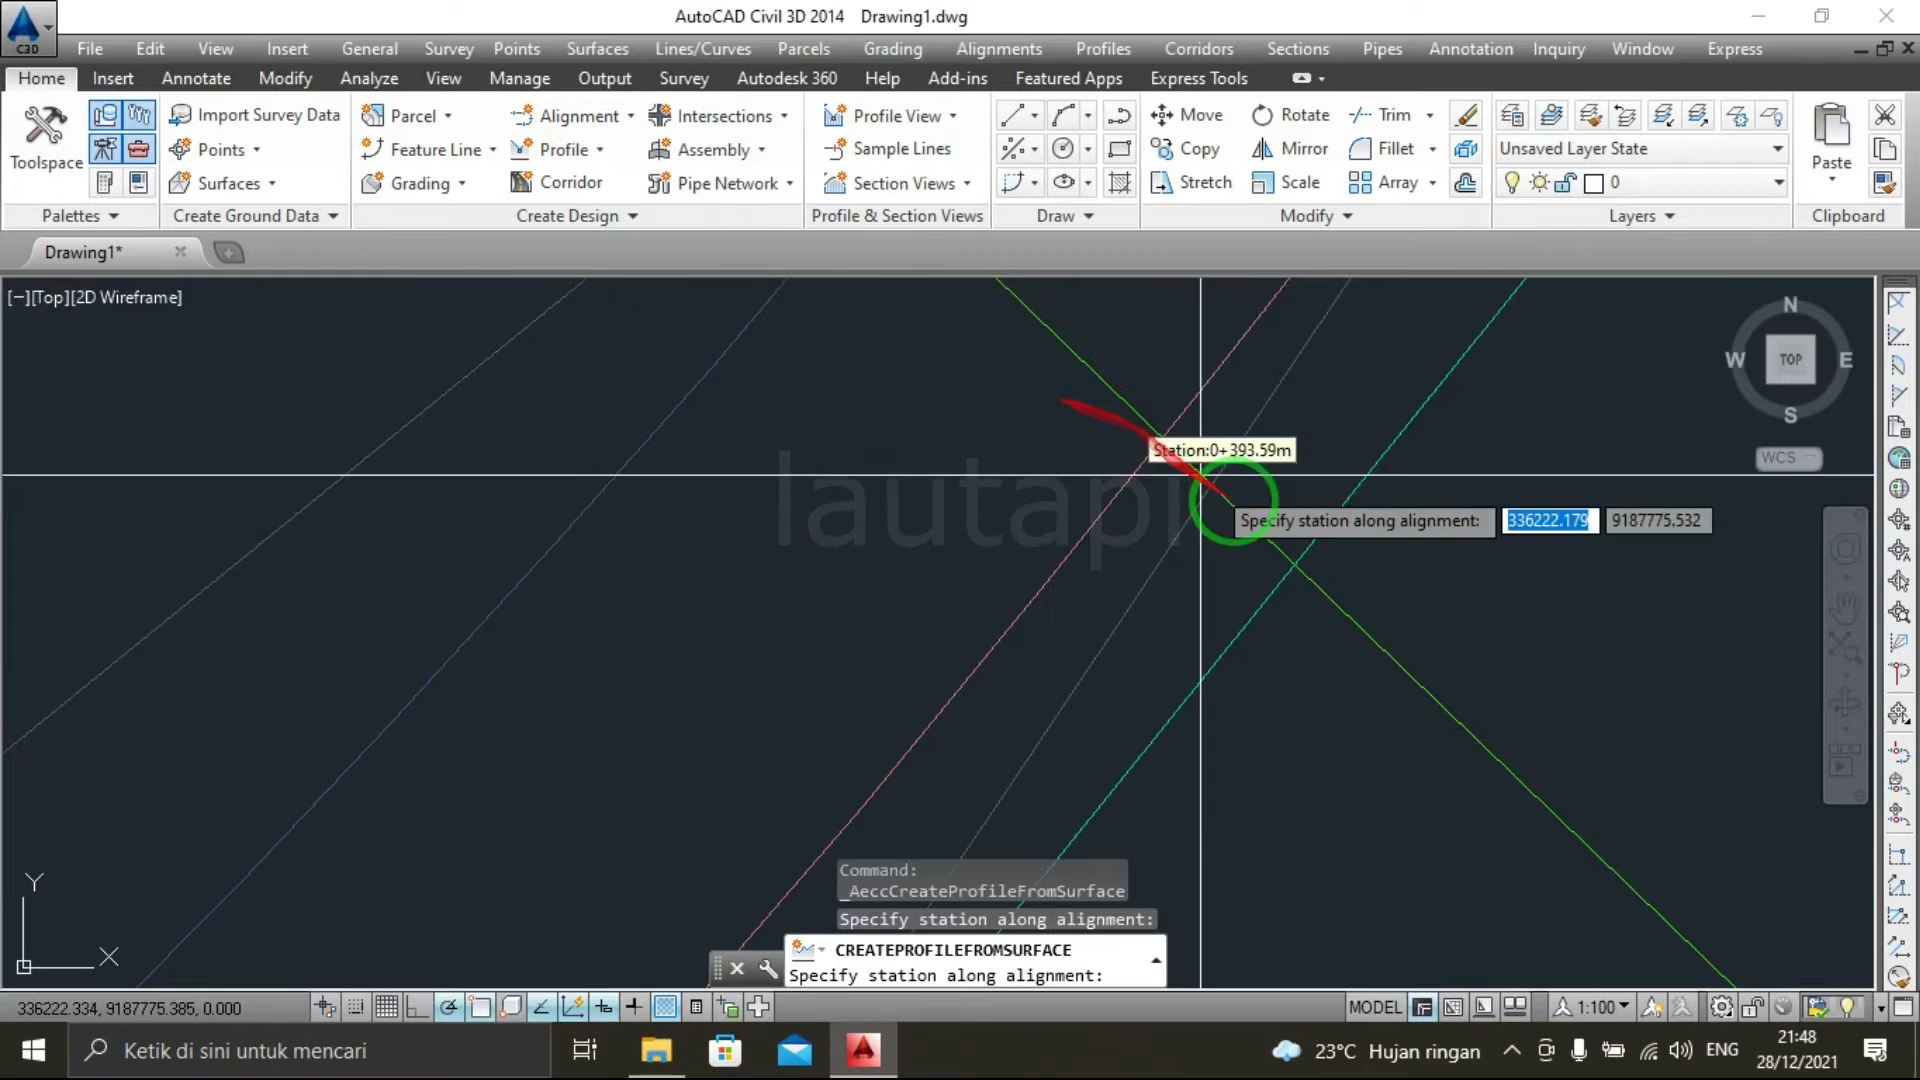 AutoCAD Civil 3D 2014 Drawing1.dwg
C3D
File Edit View Insert General Survey Points Surfaces Lines/Curves Parcels Grading Alignments Profiles Corridors Sections Pipes Annotation Inquiry Window Express
Home Insert Annotate Modify Analyze View Manage Output Survey Autodesk 360 Help Add-ins Featured Apps Express Tools
Import Survey Data Parcel Alignment Intersections Profile View Move Rotate Trim
Toolspace Points Feature Line Profile Assembly Sample Lines Copy Mirror Fillet Unsaved Layer State Paste
Surfaces Grading Corridor Pipe Network Section Views Stretch Scale Array 0
Palettes Create Ground Data Create Design Profile & Section Views Draw Modify Layers Clipboard
Drawing1*
[−][Top][2D Wireframe]
N
W TOP E
S
WCS
Station:0+393.59m
lautapi
Specify station along alignment: 336222.179 9187775.532
Y
X
Command:
_AeccCreateProfileFromSurface
Specify station along alignment:
CREATEPROFILEFROMSURFACE
Specify station along alignment:
336222.334, 9187775.385, 0.000 MODEL 1:100
Ketik di sini untuk mencari 23°C Hujan ringan ENG 21:48
28/12/2021